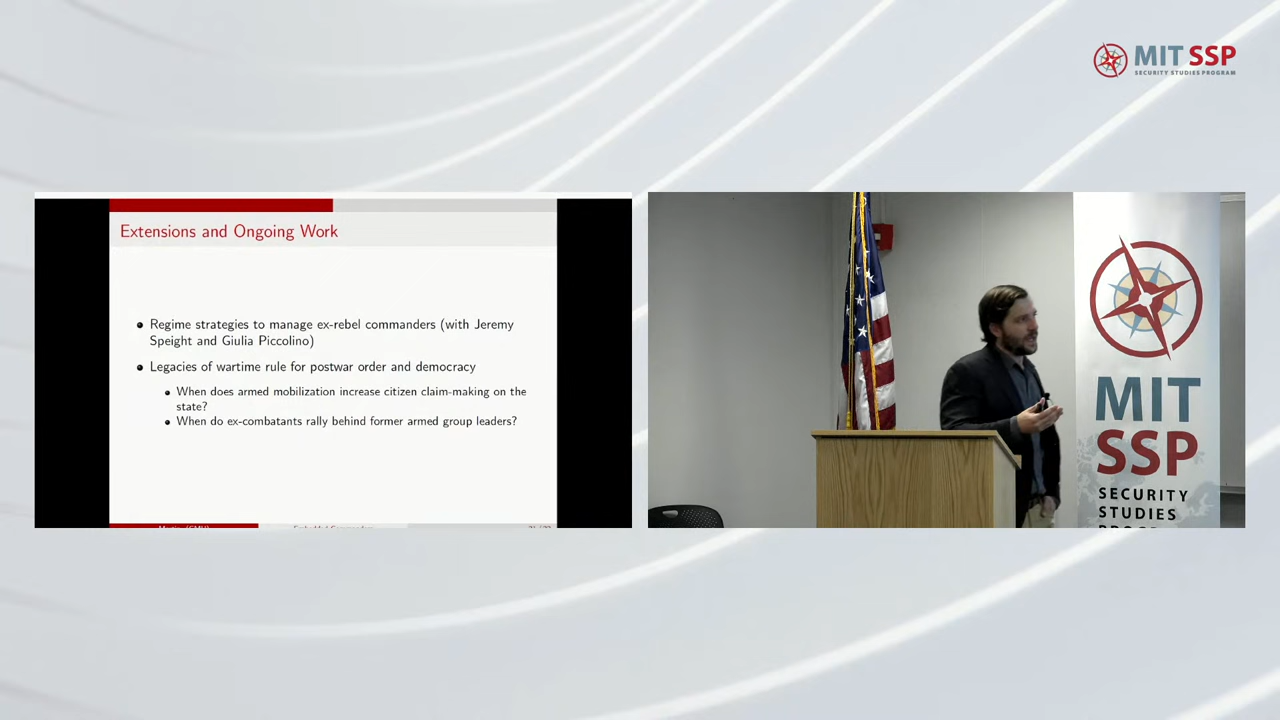 MIT SSP
SECURITY STUDIES PROGRAM
Extensions and Ongoing Work
Regime strategies to manage ex-rebel commanders (with Jeremy
Speight and Giulia Piccolino)
Legacies of wartime rule for postwar order and democracy
When does armed mobilization increase citizen claim-making on the
state?
When do ex-combatants rally behind former armed group leaders?
MIT
SSP
SECURITY
STUDIES